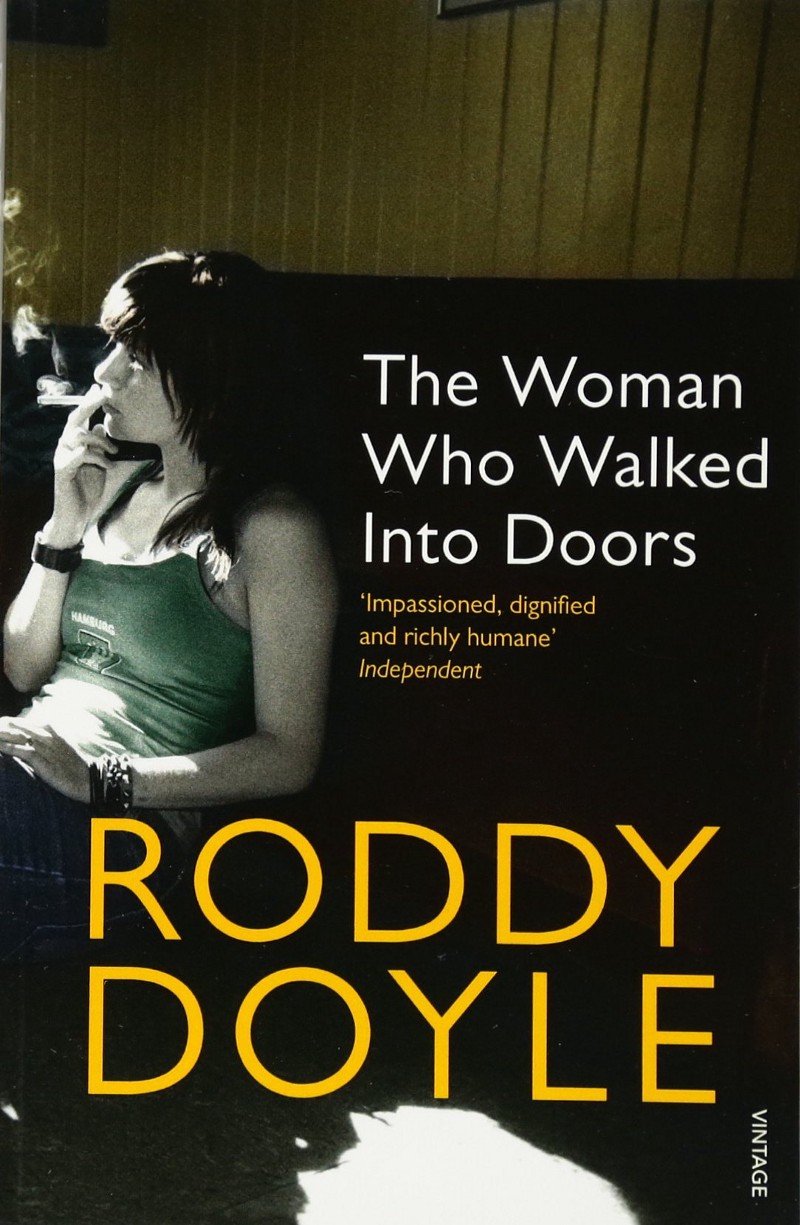 The Woman
Who Walked
Into Doors
‘Impassioned, dignified
and richly humane’
Independent
HAMBURG
RODDY
DOYLE
VINTAGE